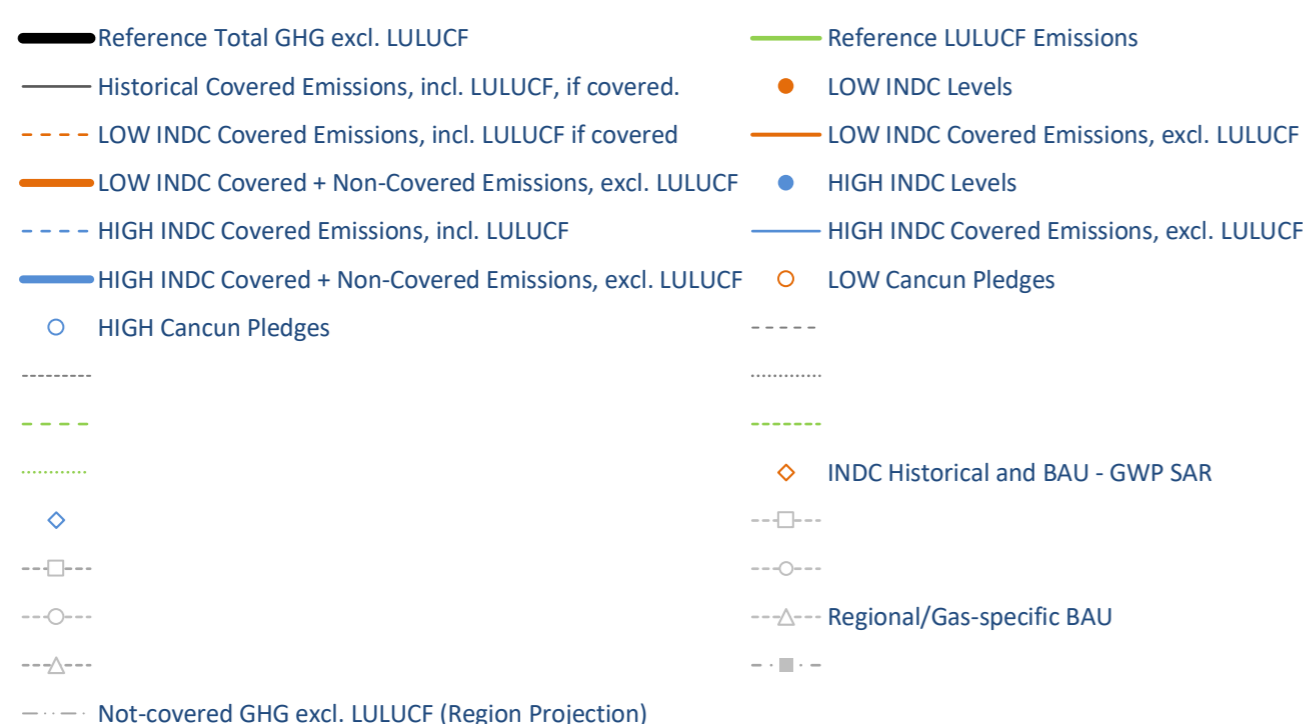 Reference Total GHG excl. LULUCF
Reference LULUCF Emissions
Historical Covered Emissions, incl. LULUCF, if covered.
LOW INDC Levels
LOW INDC Covered Emissions, incl. LULUCF if covered
LOW INDC Covered Emissions, excl. LULUCF
LOW INDC Covered + Non-Covered Emissions, excl. LULUCF
HIGH INDC Levels
HIGH INDC Covered Emissions, incl. LULUCF
HIGH INDC Covered Emissions, excl. LULUCF
HIGH INDC Covered + Non-Covered Emissions, excl. LULUCF
LOW Cancun Pledges
HIGH Cancun Pledges
INDC Historical and BAU - GWP SAR
Regional/Gas-specific BAU
Not-covered GHG excl. LULUCF (Region Projection)